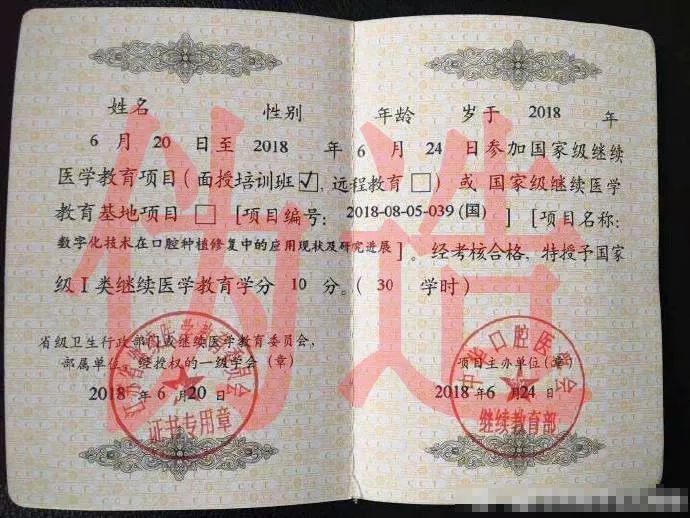 姓名 性别 年龄 岁于 2018 年
6 月 20 日至 2018 年 6 月 24 日参加国家级继续
医学教育项目(面授培训班☑,远程教育□)或 国家级继续医学
教育基地项目 □ [项目编号: 2018-08-05-039 (国) ] [项目名称:
数字化技术在口腔种植修复中的应用现状及研究进展 ] 。经考核合格,特授予国家
级Ⅰ类继续医学教育学分 10 分。( 30 学时)
伪造
省级卫生行政部门或继续医学教育委员会,
部属单位、经授权的一级学会(章)
2018 年 6 月 20 日
证书专用章
项目主办单位(章)
2018 年 6 月 24 日
中华口腔医学会
继续教育部